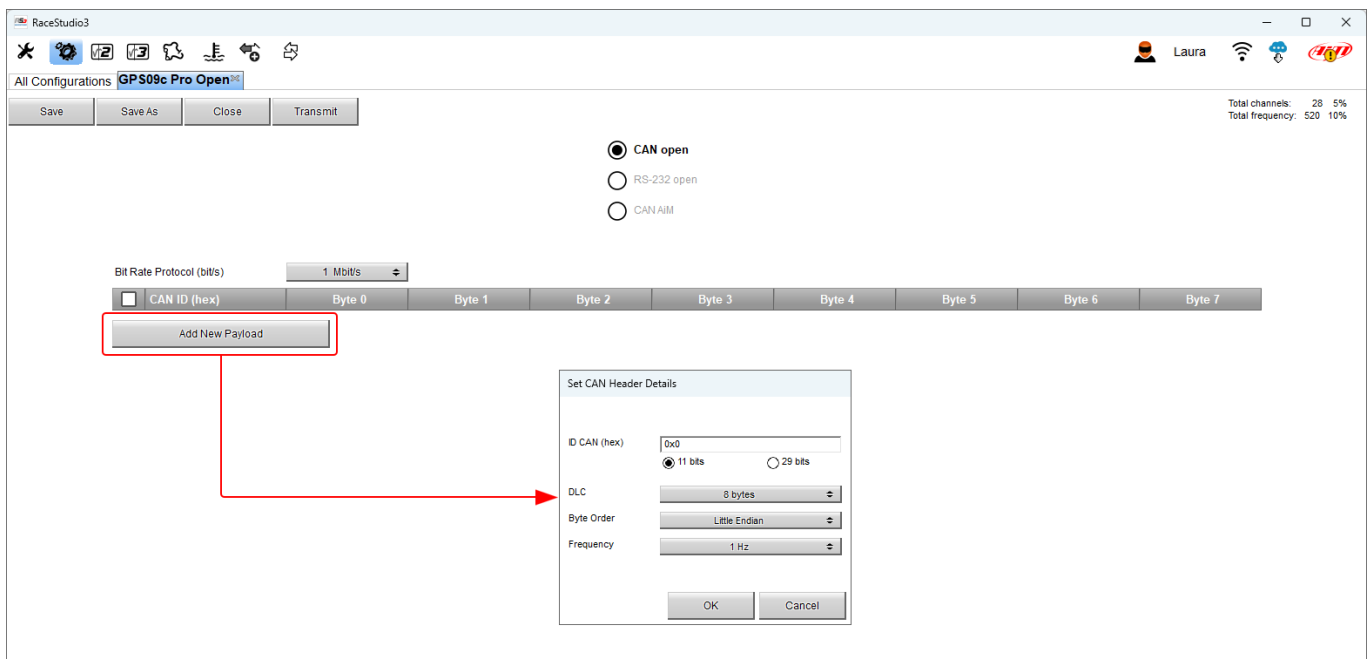 RaceStudio3
Laura
AiM
All Configurations GPS09c Pro Open
Save Save As Close Transmit
Total channels: 28 5%
Total frequency: 520 10%
CAN open
RS-232 open
CAN AiM
Bit Rate Protocol (bit/s) 1 Mbit/s
CAN ID (hex) Byte 0 Byte 1 Byte 2 Byte 3 Byte 4 Byte 5 Byte 6 Byte 7
Add New Payload
Set CAN Header Details
ID CAN (hex) 0x0
11 bits 29 bits
DLC 8 bytes
Byte Order Little Endian
Frequency 1 Hz
OK Cancel